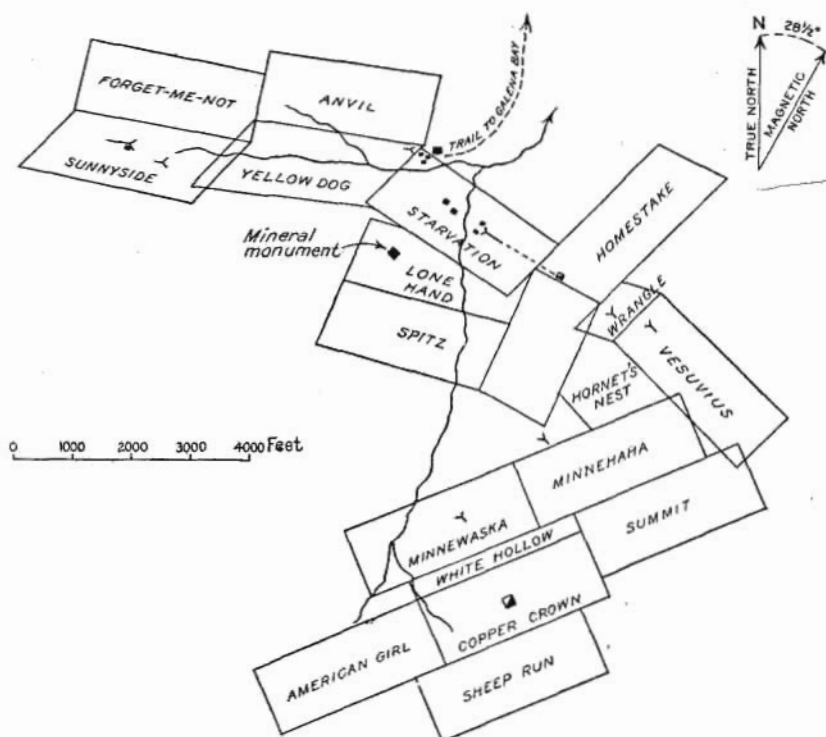 N
28½°
TRUE NORTH
MAGNETIC
NORTH
FORGET-ME-NOT
ANVIL
TRAIL TO GALENA BAY
SUNNYSIDE
YELLOW DOG
STARVATION
HOMESTAKE
Mineral
monument
LONE
HAND
WRANGLE
SPITZ
VESUVIUS
HORNET'S
NEST
0 1000 2000 3000 4000 Feet
MINNEHAHA
MINNEWASKA
SUMMIT
WHITE HOLLOW
COPPER CROWN
AMERICAN GIRL
SHEEP RUN